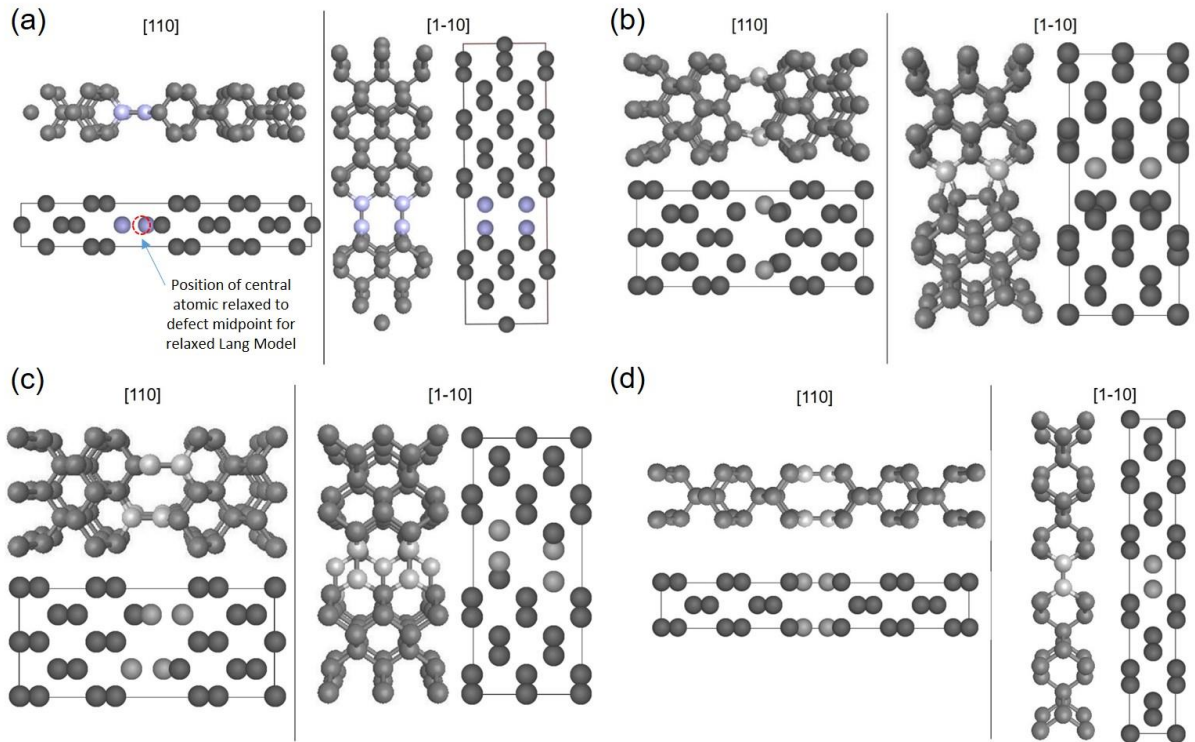 (a)
[110]
[1-10]
Position of central
atomic relaxed to
defect midpoint for
relaxed Lang Model
(b)
[110]
[1-10]
(c)
[110]
[1-10]
(d)
[110]
[1-10]